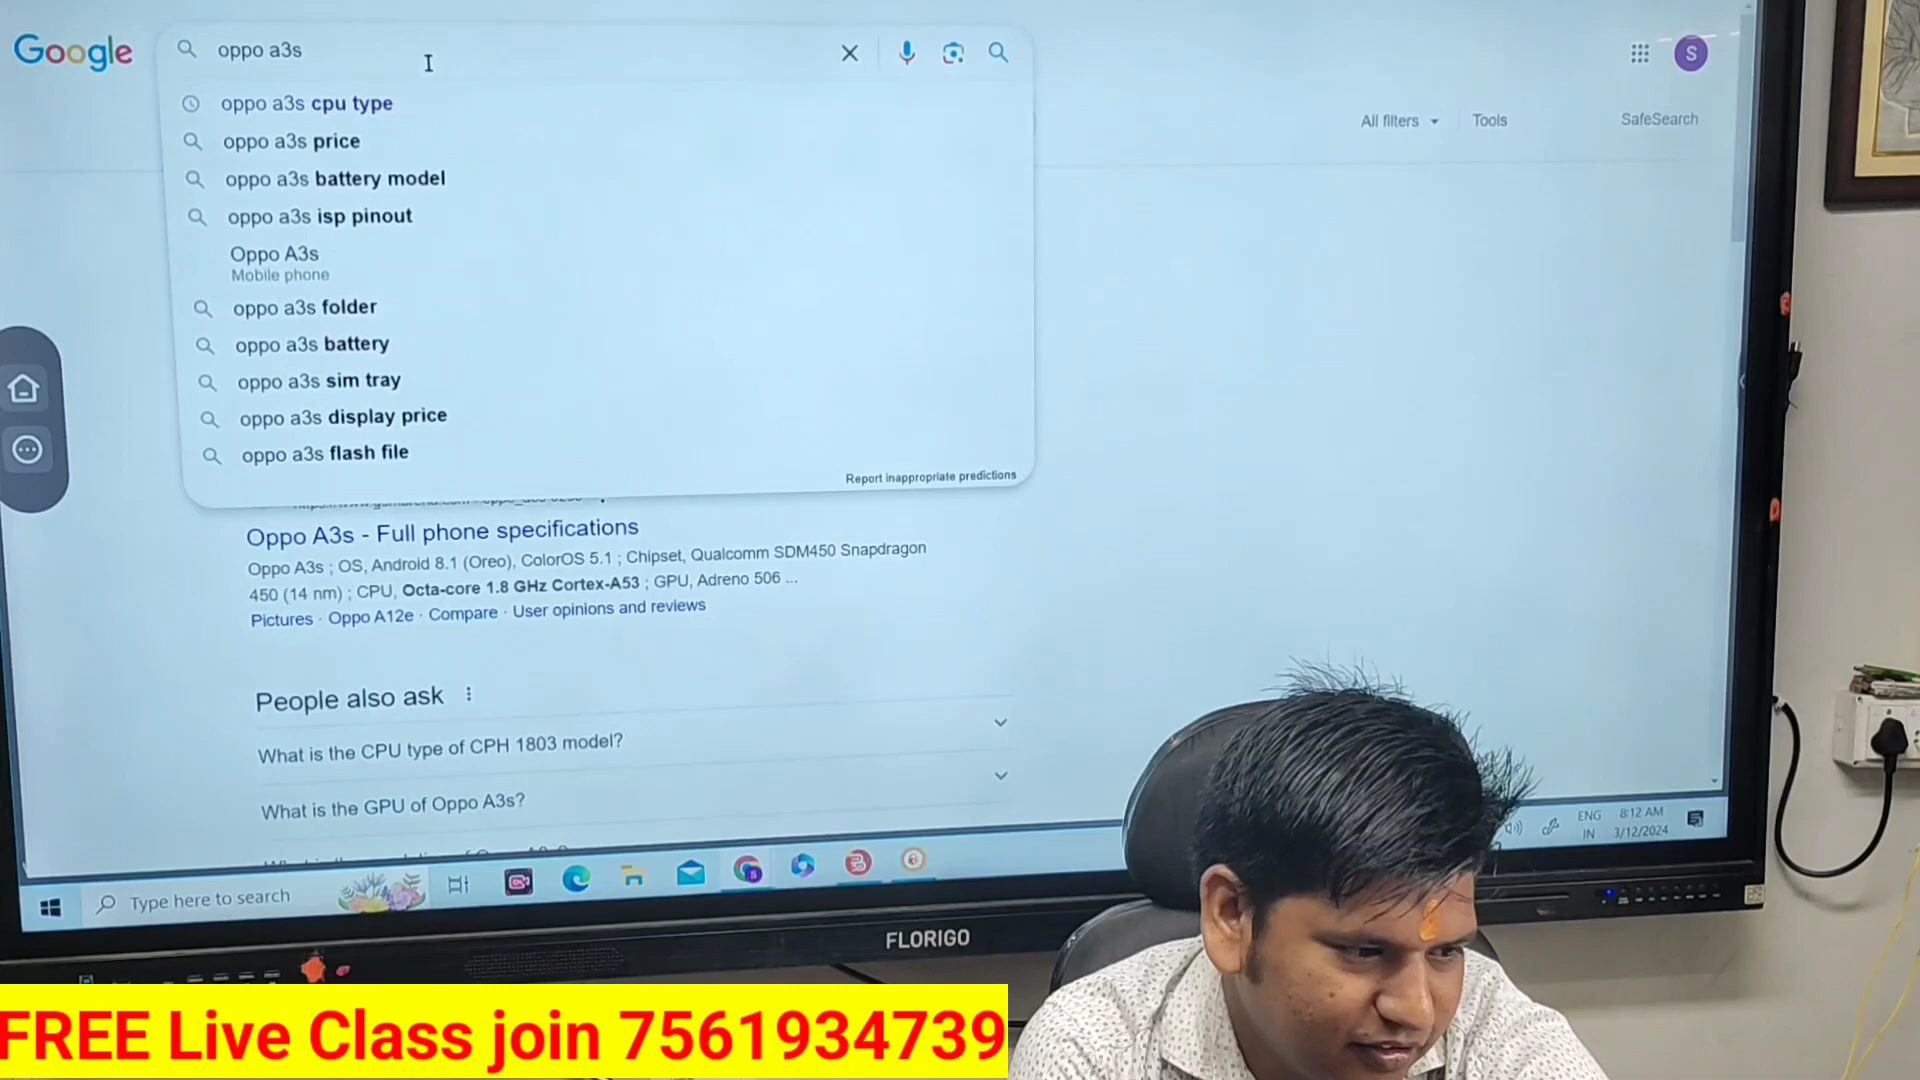 Google
oppo a3s
S
oppo a3s cpu type
oppo a3s price
oppo a3s battery model
oppo a3s isp pinout
Oppo A3s
Mobile phone
oppo a3s folder
oppo a3s battery
oppo a3s sim tray
oppo a3s display price
oppo a3s flash file
Report inappropriate predictions
All filters
Tools
SafeSearch
Oppo A3s - Full phone specifications
Oppo A3s ; OS, Android 8.1 (Oreo), ColorOS 5.1 ; Chipset, Qualcomm SDM450 Snapdragon
450 (14 nm) ; CPU, Octa-core 1.8 GHz Cortex-A53 ; GPU, Adreno 506 ...
Pictures · Oppo A12e · Compare · User opinions and reviews
People also ask
What is the CPU type of CPH 1803 model?
What is the GPU of Oppo A3s?
Type here to search
ENG
IN
8:12 AM
3/12/2024
FLORIGO
FREE Live Class join 7561934739